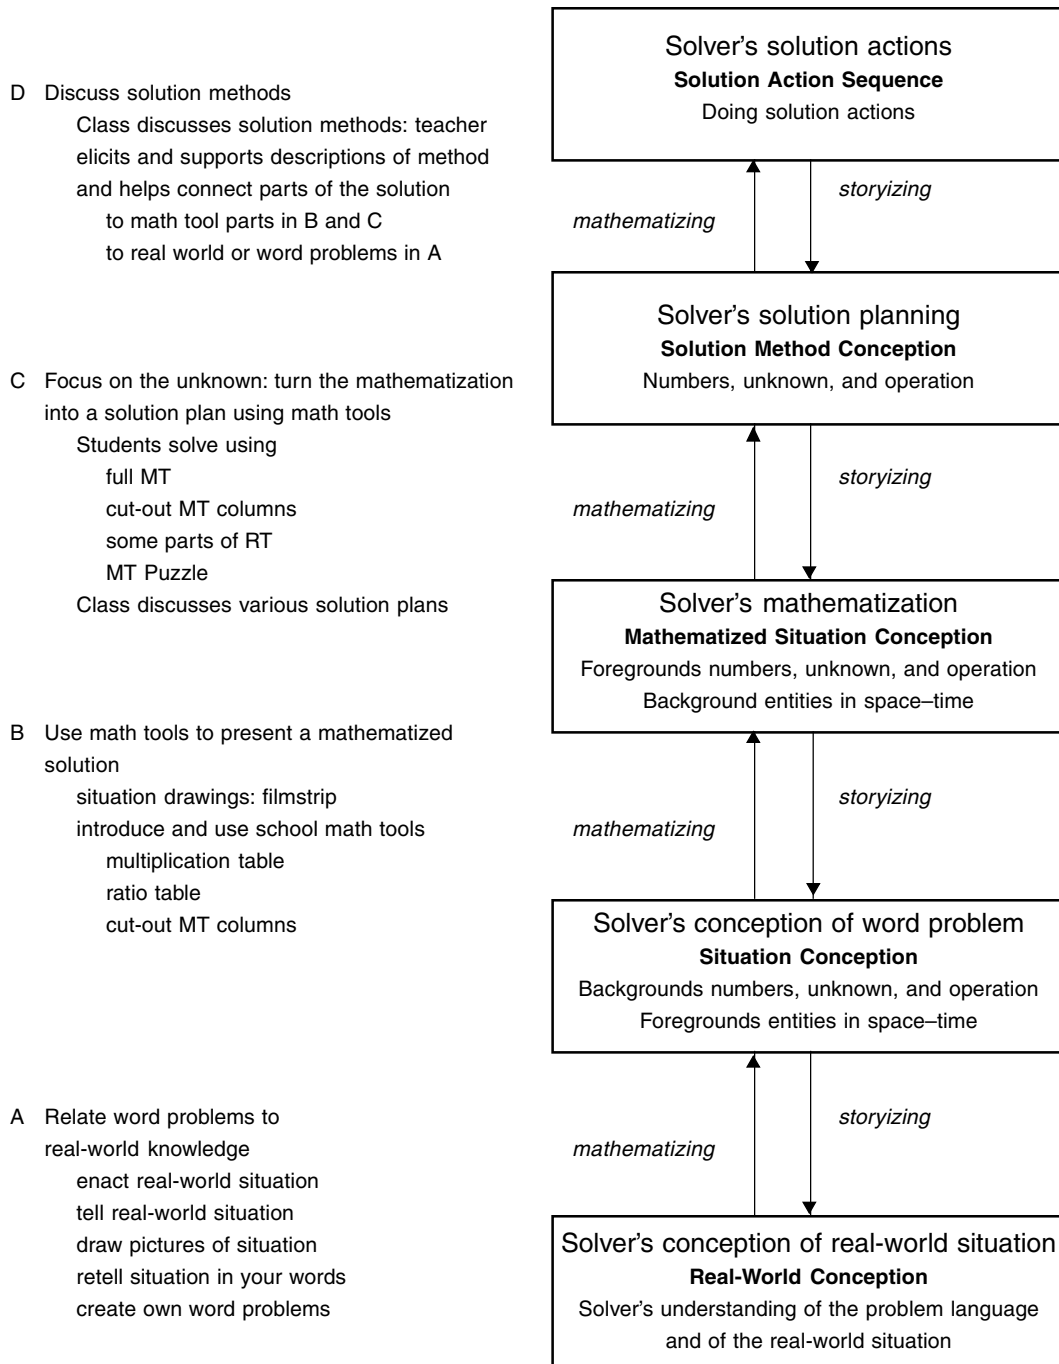 Solver's solution actions
Solution Action Sequence
Doing solution actions
D Discuss solution methods
Class discusses solution methods: teacher
elicits and supports descriptions of method
and helps connect parts of the solution
to math tool parts in B and C
to real world or word problems in A
mathematizing
storyizing
Solver's solution planning
Solution Method Conception
Numbers, unknown, and operation
C Focus on the unknown: turn the mathematization
into a solution plan using math tools
Students solve using
full MT
cut-out MT columns
some parts of RT
MT Puzzle
Class discusses various solution plans
mathematizing
storyizing
Solver's mathematization
Mathematized Situation Conception
Foregrounds numbers, unknown, and operation
Background entities in space–time
B Use math tools to present a mathematized
solution
situation drawings: filmstrip
introduce and use school math tools
multiplication table
ratio table
cut-out MT columns
mathematizing
storyizing
Solver's conception of word problem
Situation Conception
Backgrounds numbers, unknown, and operation
Foregrounds entities in space–time
A Relate word problems to
real-world knowledge
enact real-world situation
tell real-world situation
draw pictures of situation
retell situation in your words
create own word problems
mathematizing
storyizing
Solver's conception of real-world situation
Real-World Conception
Solver's understanding of the problem language
and of the real-world situation